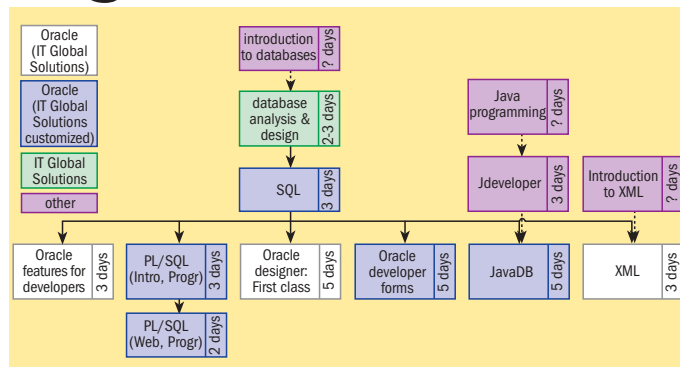 Oracle
(IT Global
Solutions)
Oracle
(IT Global
Solutions
customized)
IT Global
Solutions
other
introduction
to databases
? days
database
analysis &
design
2-3 days
SQL
3 days
Java
programming
? days
Jdeveloper
3 days
Introduction
to XML
? days
Oracle
features for
developers
3 days
PL/SQL
(Intro, Progr)
3 days
Oracle
designer:
First class
5 days
Oracle
developer
forms
5 days
JavaDB
5 days
XML
3 days
PL/SQL
(Web, Progr)
2 days